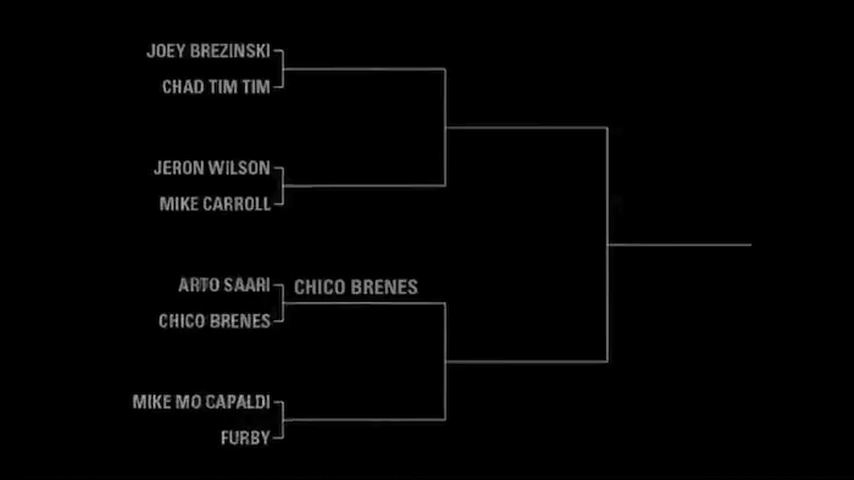 JOEY BREZINSKI
CHAD TIM TIM
JERON WILSON
MIKE CARROLL
ARTO SAARI
CHICO BRENES
CHICO BRENES
MIKE MO CAPALDI
FURBY